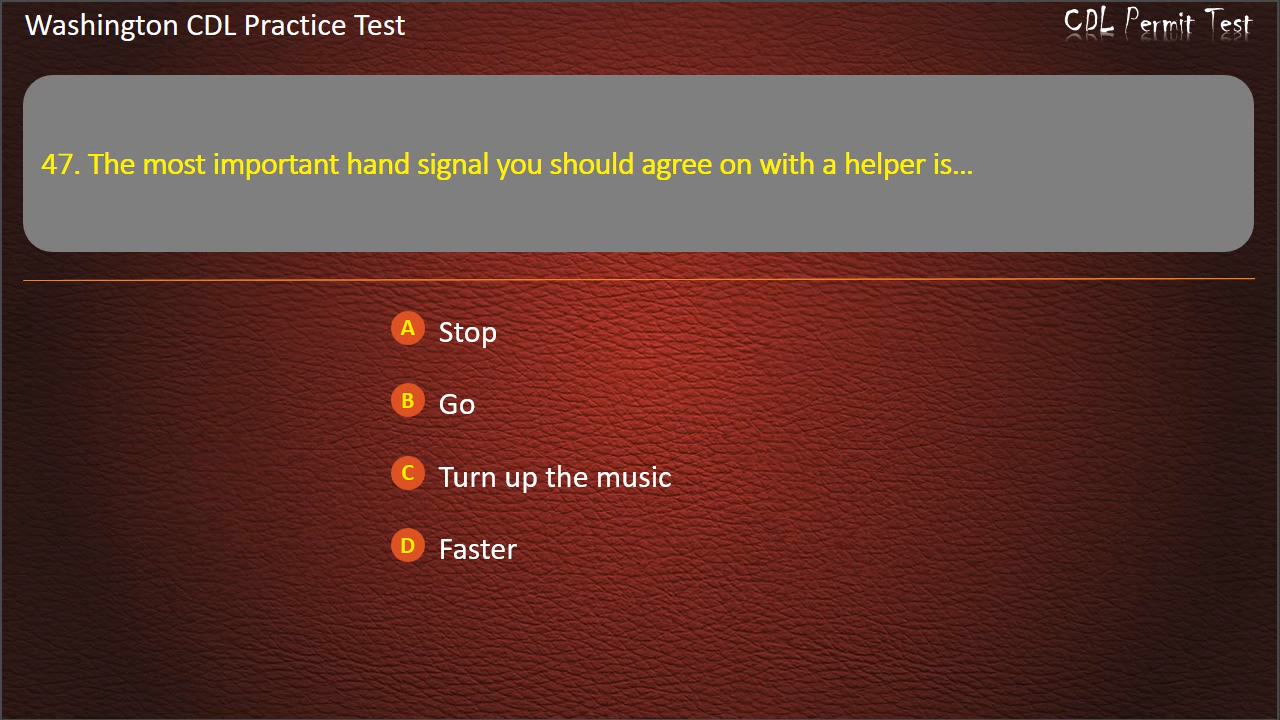 Washington CDL Practice Test
CDL Permit Test
47. The most important hand signal you should agree on with a helper is...
A Stop
B Go
C Turn up the music
D Faster